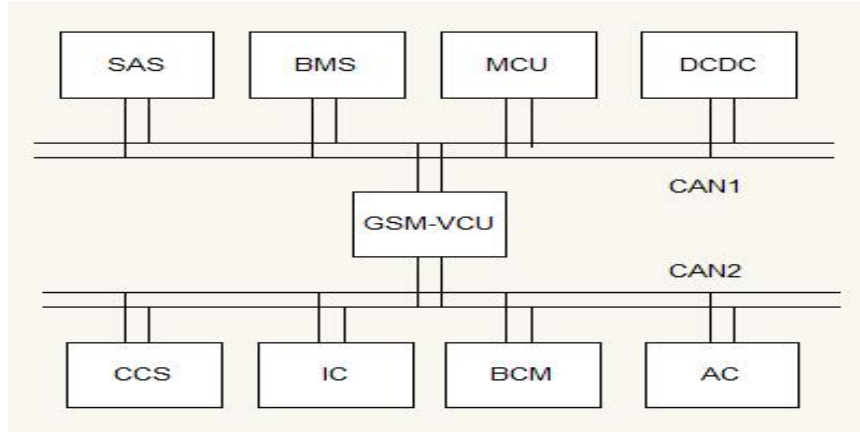 SAS BMS MCU DCDC
CAN1
GSM-VCU
CAN2
CCS IC BCM AC